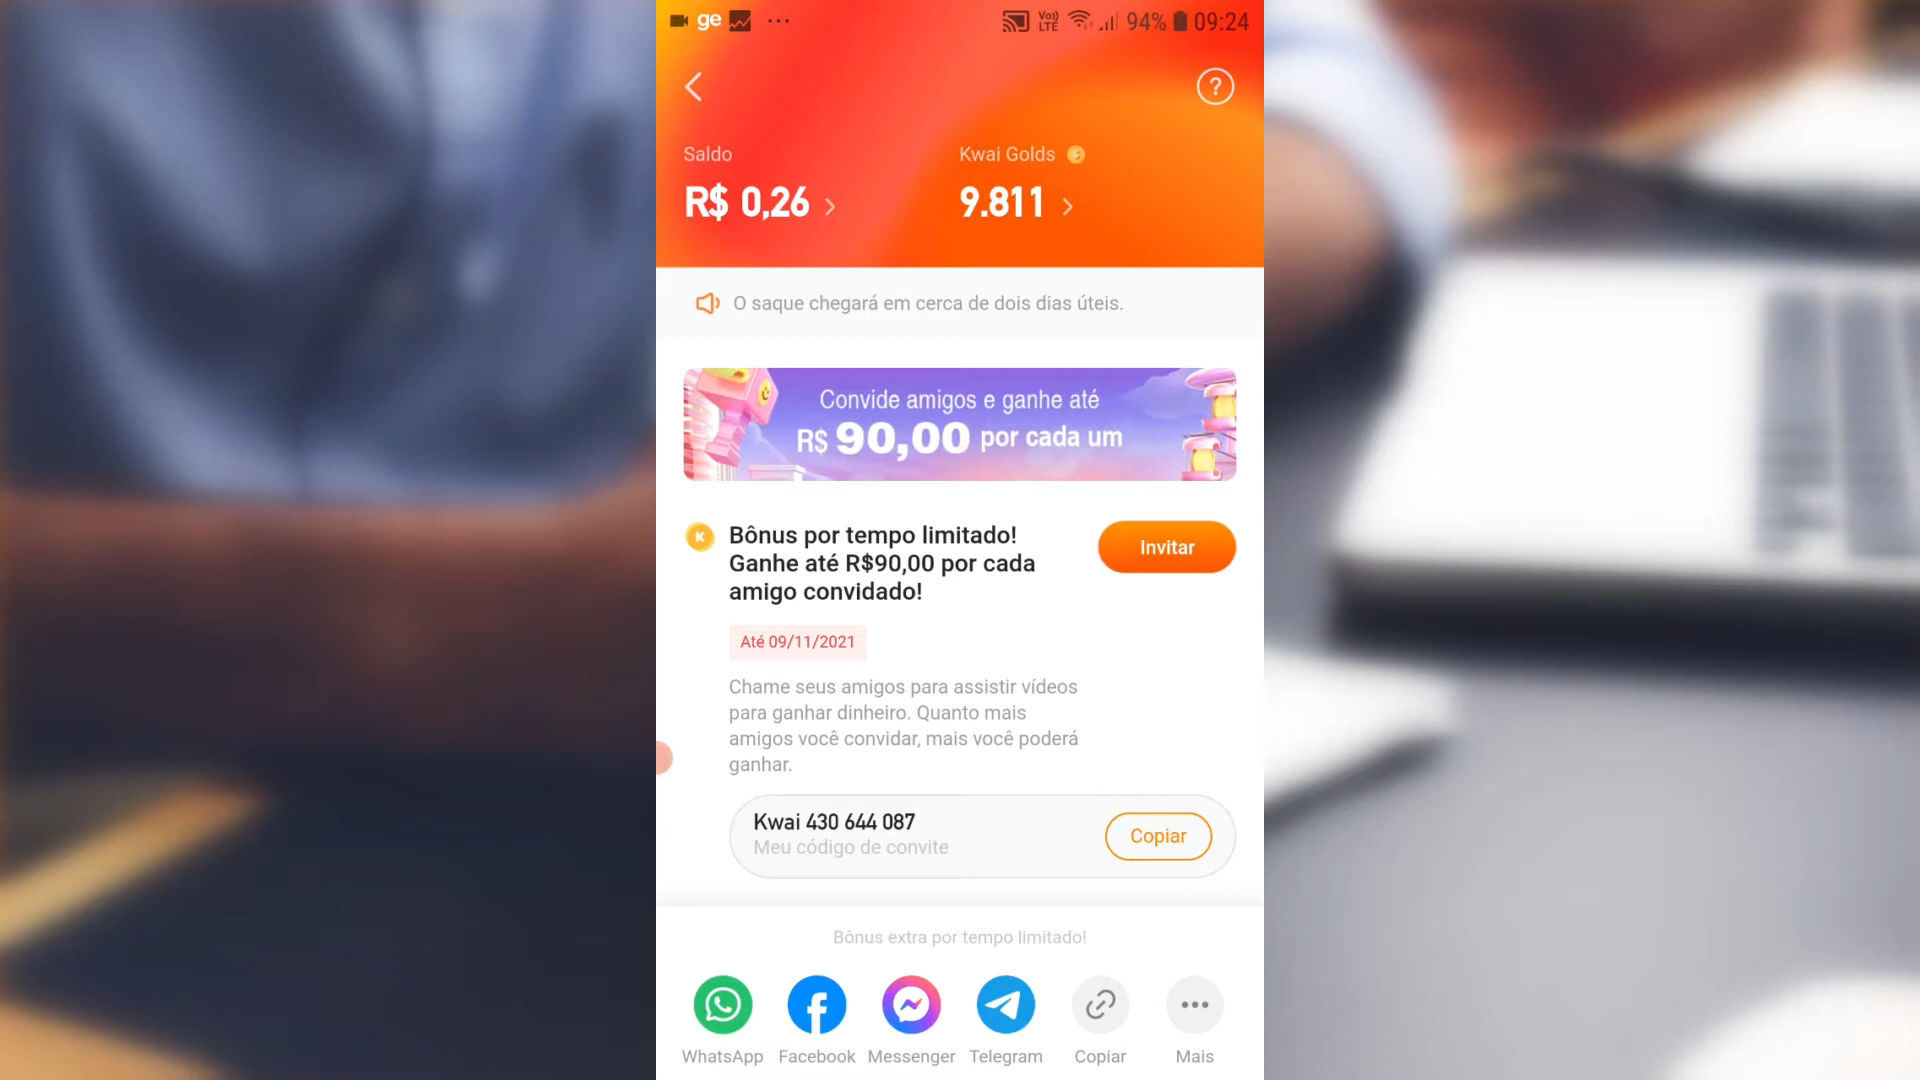 ge ... Vo) LTE 94% 09:24
?
Saldo
Kwai Golds
R$ 0,26 >
9.811 >
O saque chegará em cerca de dois dias úteis.
Convide amigos e ganhe até
R$ 90,00 por cada um
K
Bônus por tempo limitado!
Ganhe até R$90,00 por cada
amigo convidado!
Invitar
Até 09/11/2021
Chame seus amigos para assistir vídeos
para ganhar dinheiro. Quanto mais
amigos você convidar, mais você poderá
ganhar.
Kwai 430 644 087
Meu código de convite
Copiar
Bônus extra por tempo limitado!
WhatsApp Facebook Messenger Telegram Copiar Mais